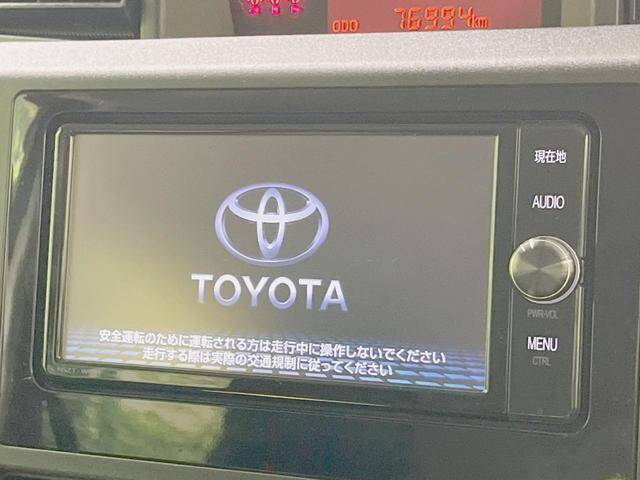 ODO 76994km
現在地
AUDIO
TOYOTA
PWR•VOL
安全運転のために運転される方は走行中に操作しないでください
走行する際は実際の交通規制に従ってください
MENU
CTRL